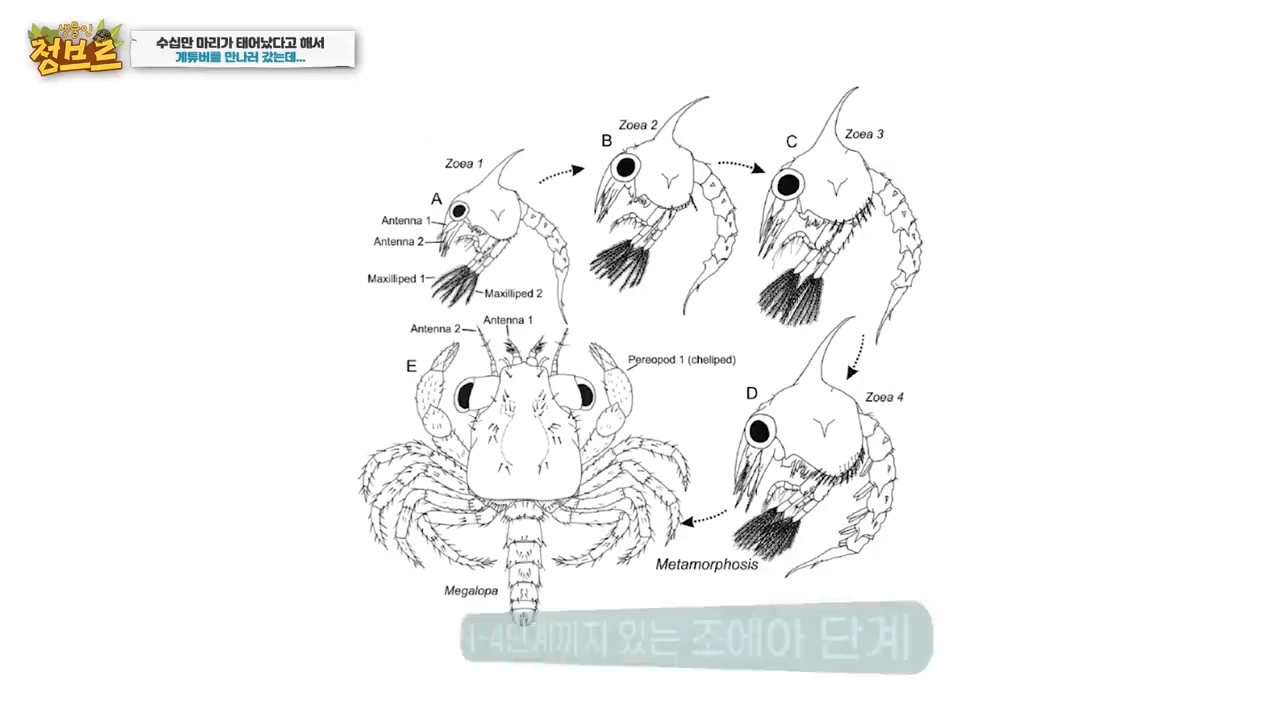 생물인
정브르
수십만 마리가 태어났다고 해서
게튜버를 만나러 갔는데...
Zoea 1
A
Antenna 1
Antenna 2
Maxilliped 1
Maxilliped 2
B
Zoea 2
C
Zoea 3
D
Zoea 4
Metamorphosis
E
Antenna 2
Antenna 1
Pereopod 1 (cheliped)
Megalopa
1~4단계까지 있는 조에아 단계